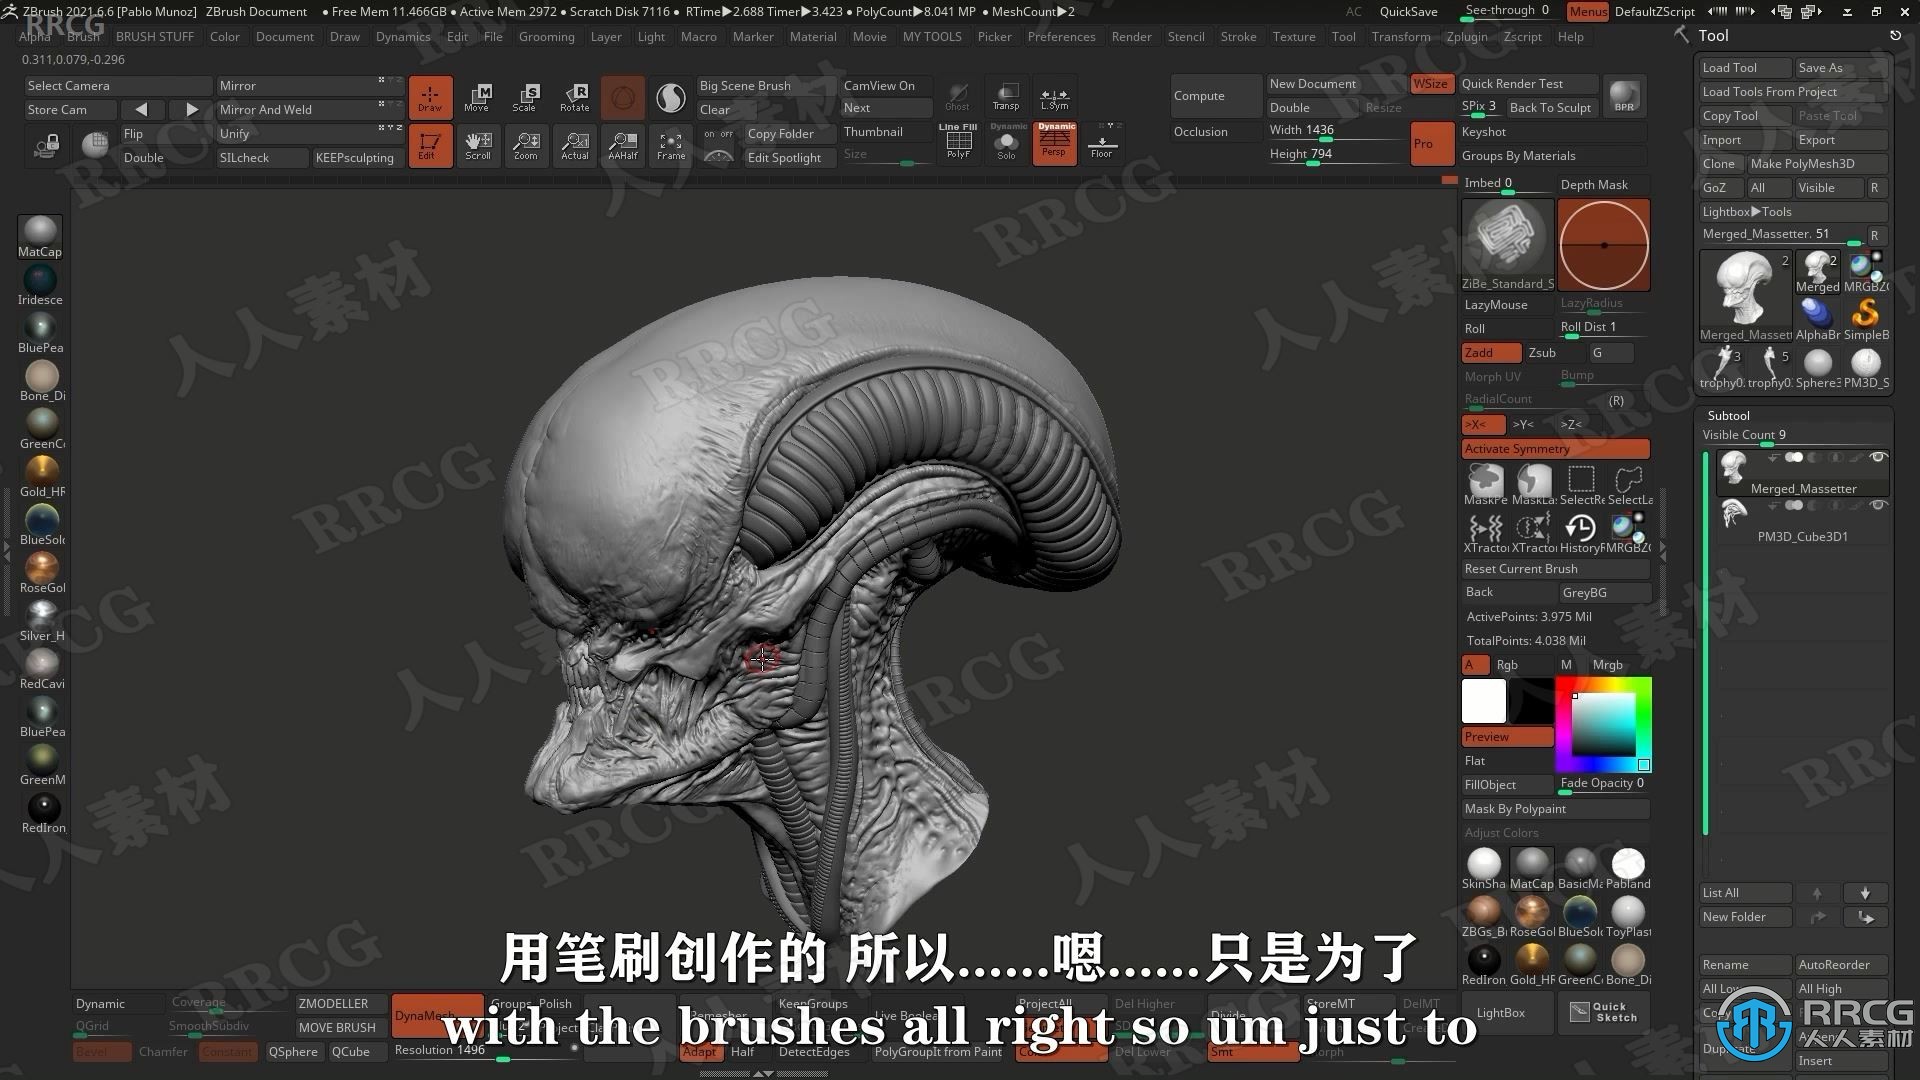 ZBrush 2021.6.6 [Pablo Munoz] ZBrush Document • Free Mem 11.466GB • Active Mem 2972 • Scratch Disk 7116 • RTime▶2.688 Timer▶3.423 • PolyCount▶8.041 MP • MeshCount▶2 AC QuickSave See-through 0 Menus DefaultZScript
Alpha Brush BRUSH STUFF Color Document Draw Dynamics Edit File Grooming Layer Light Macro Marker Material Movie MY TOOLS Picker Preferences Render Stencil Stroke Texture Tool Transform Zplugin Zscript Help
0.311,0.079,-0.296
Select Camera Mirror
Store Cam Mirror And Weld
Flip Unify
Double SILcheck KEEPsculpting
Draw Move Scale Rotate
Edit Scroll Zoom Actual AAHalf Frame
Big Scene Brush CamView On
Clear Next
ON OFF Copy Folder Thumbnail
Edit Spotlight Size
Ghost Transp L.Sym
Line Fill PolyF Dynamic Solo Dynamic Persp Floor
Compute New Document WSize Quick Render Test
Double Resize SPix 3 Back To Sculpt BPR
Occlusion Width 1436 Pro Keyshot
Height 794 Groups By Materials
Imbed 0 Depth Mask
ZiBe_Standard_S
LazyMouse LazyRadius
Roll Roll Dist 1
Zadd Zsub G
Morph UV Bump
RadialCount (R)
>X< >Y< >Z<
Activate Symmetry
MaskPe MaskLa SelectRe SelectLa
XTractor XTractor HistoryR MRGBZG
Reset Current Brush
Back GreyBG
ActivePoints: 3.975 Mil
TotalPoints: 4.038 Mil
A Rgb M Mrgb
Preview
Flat
FillObject Fade Opacity 0
Mask By Polypaint
Adjust Colors
SkinSha MatCap BasicMa Pabland
ZBGs_Br RoseGol BlueSolo ToyPlast
RedIron Gold_HR GreenCo Bone_Di
LightBox Quick Sketch
Tool
Load Tool Save As
Load Tools From Project
Copy Tool Paste Tool
Import Export
Clone Make PolyMesh3D
GoZ All Visible R
Lightbox▶Tools
Merged_Massetter. 51 R
2 2
Merged MRGBZG
Merged_Massett AlphaBr SimpleB
3 5
trophy0. trophy0. Sphere3 PM3D_S
Subtool
Visible Count 9
Merged_Massetter
PM3D_Cube3D1
List All
New Folder
Rename AutoReorder
All Low All High
Insert
MatCap
Iridesce
BluePea
Bone_Di
GreenCo
Gold_HR
BlueSolo
RoseGol
Silver_H
RedCavi
BluePea
GreenM
RedIron
用笔刷创作的 所以……嗯……只是为了
with the brushes all right so um just to
Dynamic Coverage ZMODELLER DynaMesh Groups Polish KeepGroups ProjectAll Del Higher StoreMT DelMT
QGrid SmoothSubdiv MOVE BRUSH Live Boolean Divide
Bevel Chamfer Constant QSphere QCube Resolution 1496 Adapt Half DetectEdges PolyGroupIt from Paint Del Lower Smt Morph
RRCG
人人素材